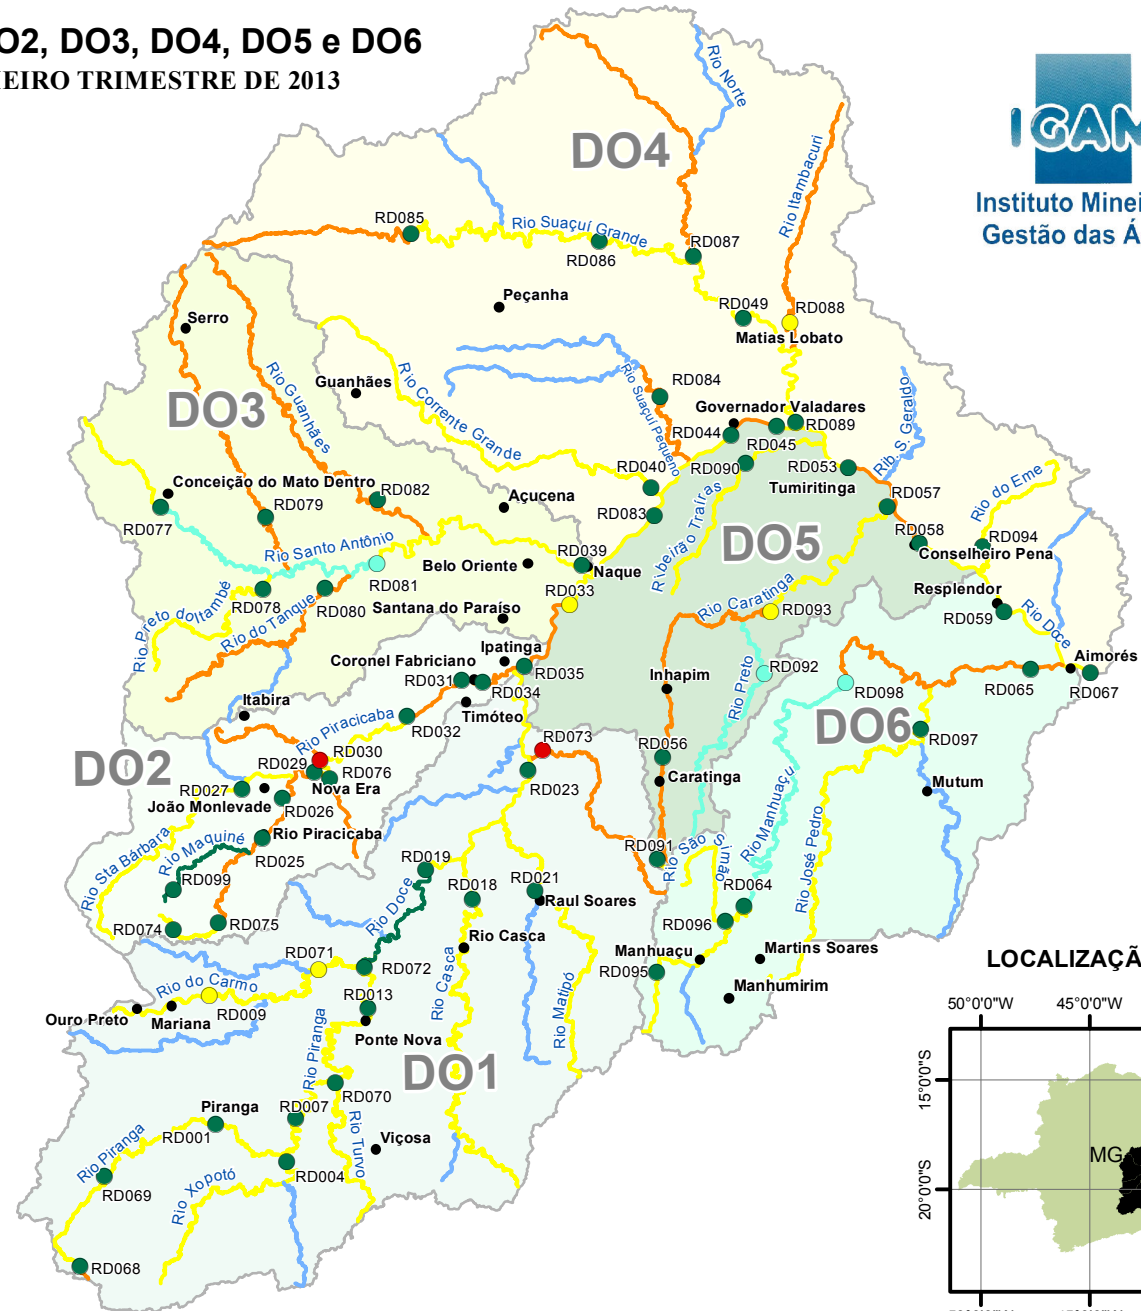 DO2, DO3, DO4, DO5 e DO6
MEIRO TRIMESTRE DE 2013
IGAM
Instituto Minei
Gestão das Á
DO4
Rio Norte
Rio Itambacuri
RD085
Rio Suaçuí Grande
RD086
RD087
RD049
RD088
Matias Lobato
Peçanha
Serro
Guanhães
Rio Guanhães
DO3
Rio Corrente Grande
Rio Suaçuí Pequeno
RD084
Governador Valadares
RD044
RD045
RD089
RD090
RD053
Rib. S. Geraldo
Tumiritinga
RD040
RD083
Conceição do Mato Dentro
RD077
RD079
RD082
Açucena
Rio Santo Antônio
RD081
Belo Oriente
RD039
Naque
RD033
Ribeirão Traíras
DO5
RD057
RD058
Conselheiro Pena
Rio do Eme
RD094
Resplendor
RD059
Rio Doce
Aimorés
RD065
RD067
Rio Preto do Itambé
RD078
Rio do Tanque
RD080
Santana do Paraíso
Ipatinga
Coronel Fabriciano
RD031
RD034
RD035
Timóteo
Rio Caratinga
RD093
Rio Preto
RD092
Inhapim
RD098
DO6
RD097
Mutum
Itabira
Rio Piracicaba
RD032
RD030
RD029
RD076
Nova Era
DO2
RD027
João Monlevade
RD026
Rio Piracicaba
RD025
Rio Sta Bárbara
Rio Maquiné
RD099
RD074
RD075
RD073
RD023
RD056
Caratinga
RD091
Rio São Simão
Rio Manhuaçu
Rio José Pedro
RD064
RD096
Manhuaçu
RD095
Martins Soares
Manhumirim
RD019
Rio Doce
RD018
RD021
Raul Soares
Rio Casca
Rio Casca
Rio Matipó
RD071
RD072
Rio do Carmo
RD009
Ouro Preto
Mariana
RD013
Ponte Nova
Rio Piranga
DO1
RD070
Rio Turvo
Viçosa
Piranga
RD001
RD007
RD004
Rio Piranga
RD069
Rio Xopotó
RD068
LOCALIZAÇÃ
50°0'0"W
45°0'0"W
15°0'0"S
20°0'0"S
MG